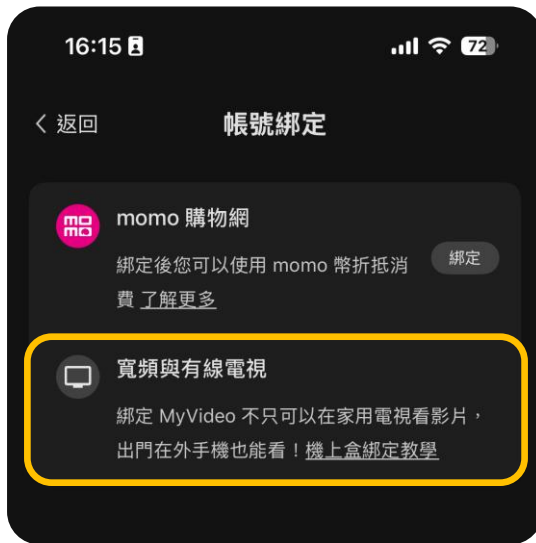 16:15 72
返回 帳號綁定
momo 購物網
綁定後您可以使用 momo 幣折抵消
費 了解更多
綁定
寬頻與有線電視
綁定 MyVideo 不只可以在家用電視看影片，
出門在外手機也能看！機上盒綁定教學